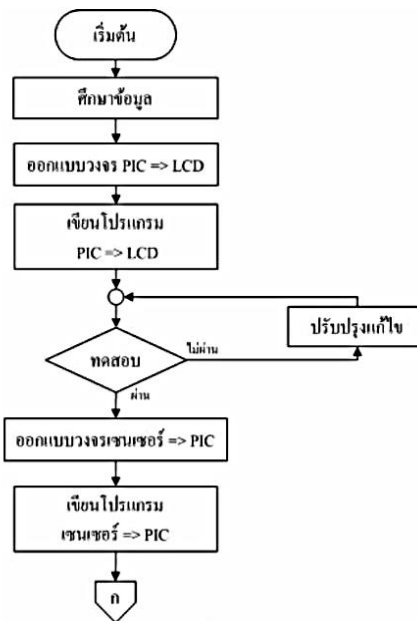 เริ่มต้น
ศึกษาข้อมูล
ออกแบบวงจร PIC => LCD
เขียนโปรแกรม
PIC => LCD
ปรับปรุงแก้ไข
ทดสอบ
ไม่ผ่าน
ผ่าน
ออกแบบวงจรเซนเซอร์ => PIC
เขียนโปรแกรม
เซนเซอร์ => PIC
ก